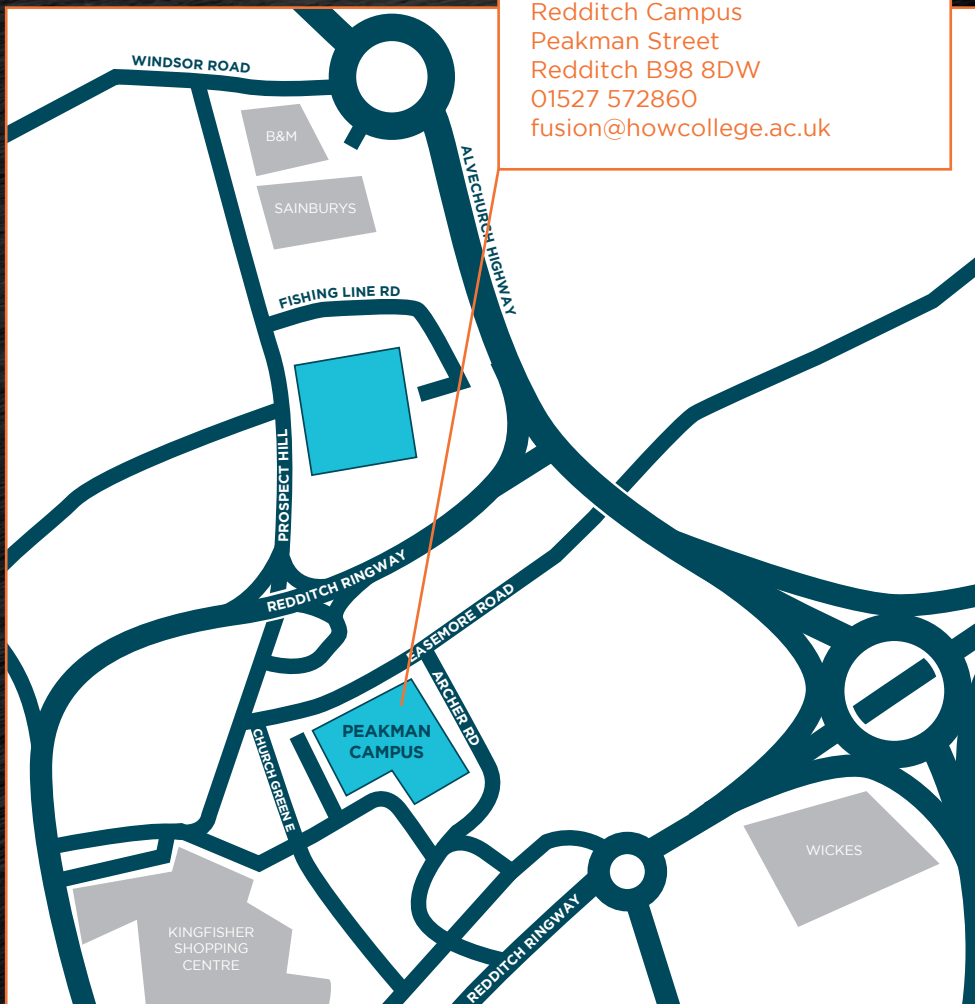 Redditch Campus
Peakman Street
Redditch B98 8DW
01527 572860
fusion@howcollege.ac.uk
WINDSOR ROAD
B&M
ALVECHURCH HIGHWAY
SAINBURYS
FISHING LINE RD
PROSPECT HILL
REDDITCH RINGWAY
EASEMORE ROAD
ARCHER RD
PEAKMAN
CAMPUS
CHURCH GREEN E
WICKES
KINGFISHER
SHOPPING
CENTRE
REDDITCH RINGWAY